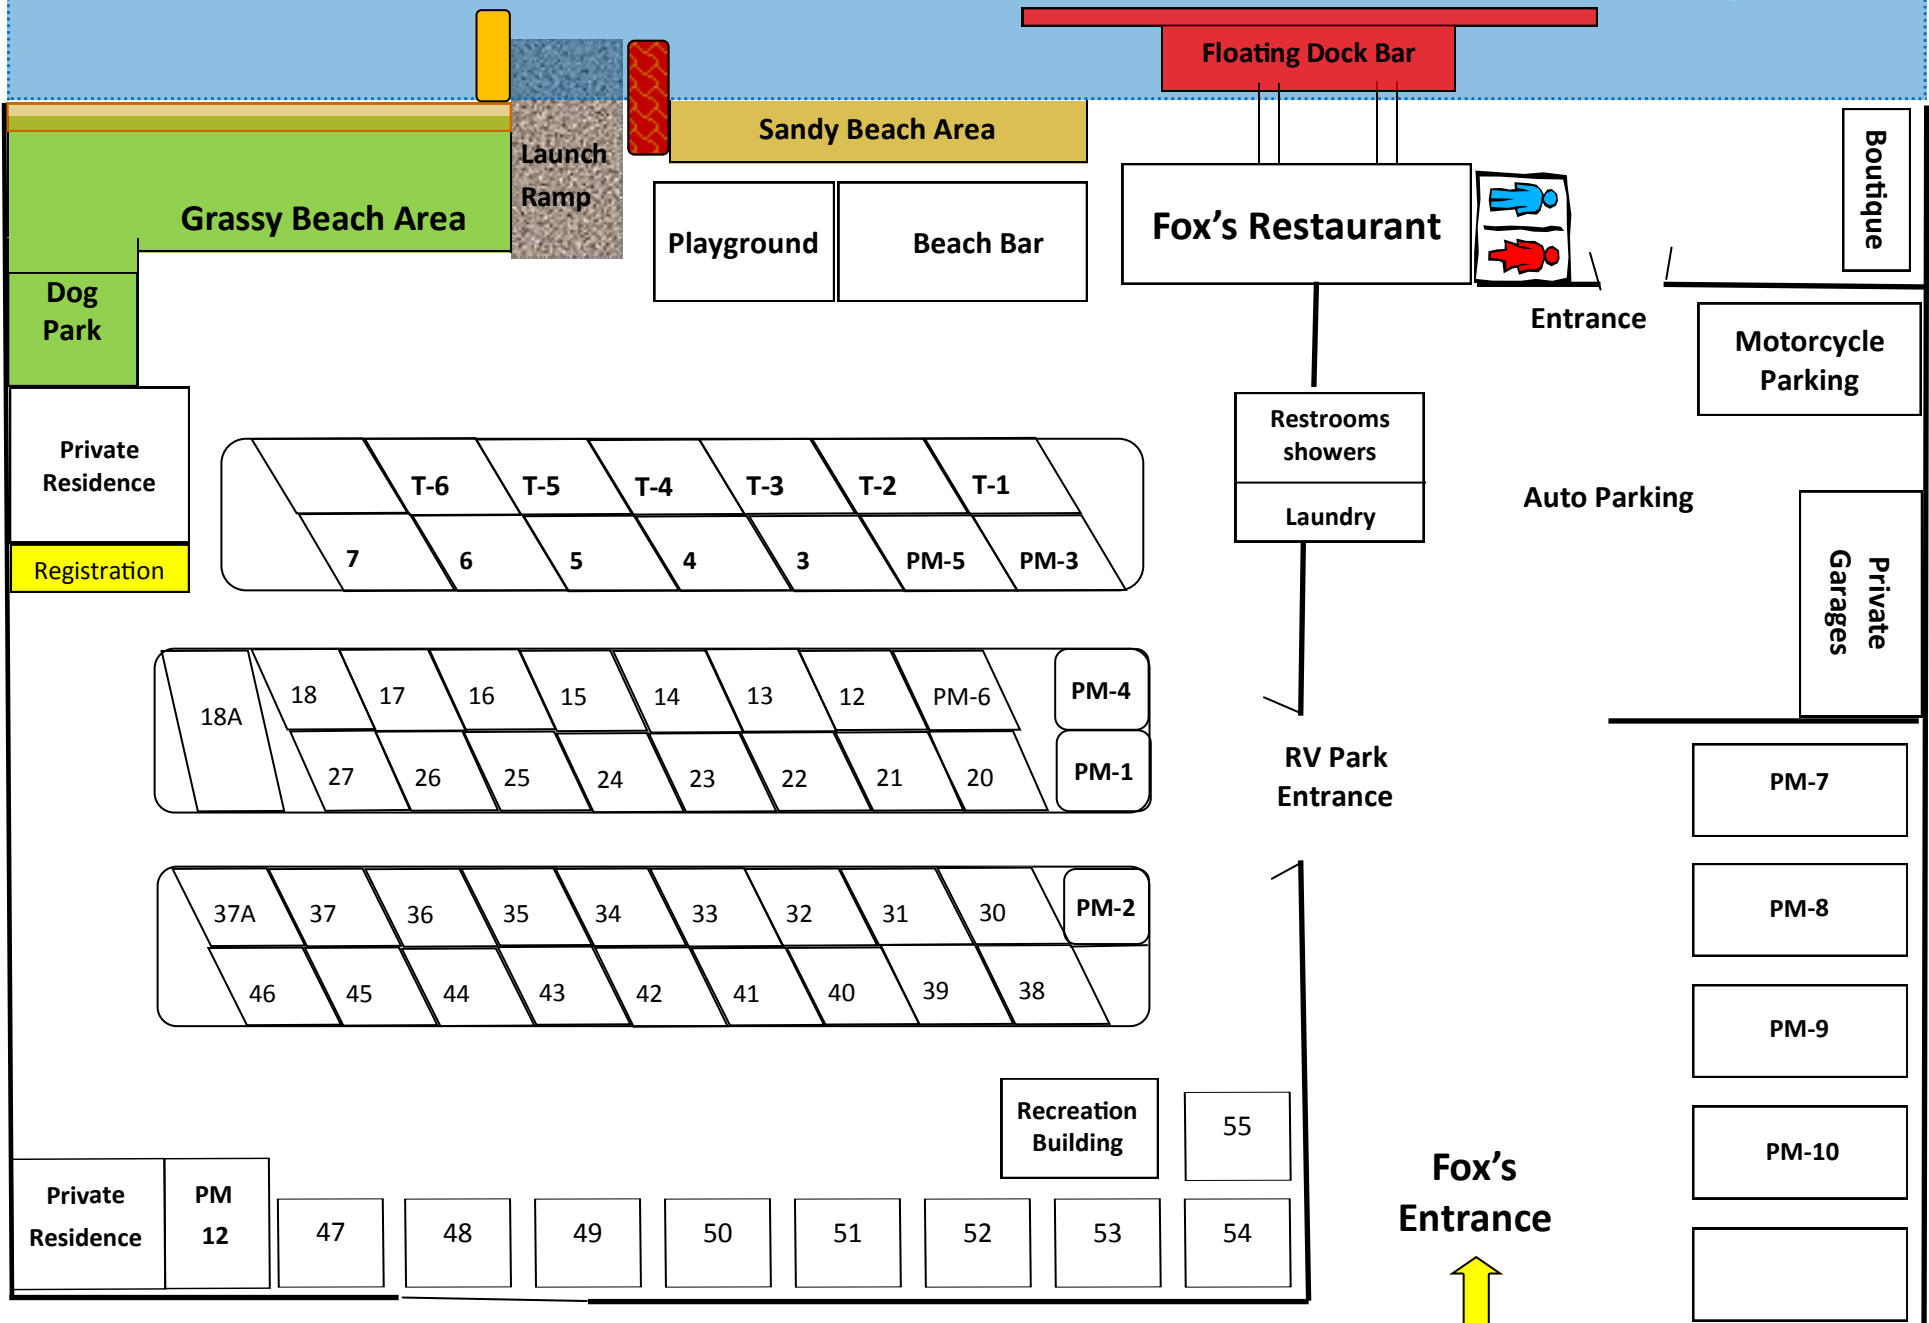 Floating Dock Bar
Sandy Beach Area
Launch
Ramp
Grassy Beach Area
Playground
Beach Bar
Fox’s Restaurant
Boutique
Dog
Park
Entrance
Motorcycle
Parking
Private
Residence
Registration
Restrooms
showers
Laundry
Auto Parking
Private
Garages
T-6
T-5
T-4
T-3
T-2
T-1
7
6
5
4
3
PM-5
PM-3
18A
18
17
16
15
14
13
12
PM-6
PM-4
27
26
25
24
23
22
21
20
PM-1
RV Park
Entrance
PM-7
37A
37
36
35
34
33
32
31
30
PM-2
PM-8
46
45
44
43
42
41
40
39
38
PM-9
Recreation
Building
55
PM-10
Fox’s
Entrance
Private
Residence
PM
12
47
48
49
50
51
52
53
54